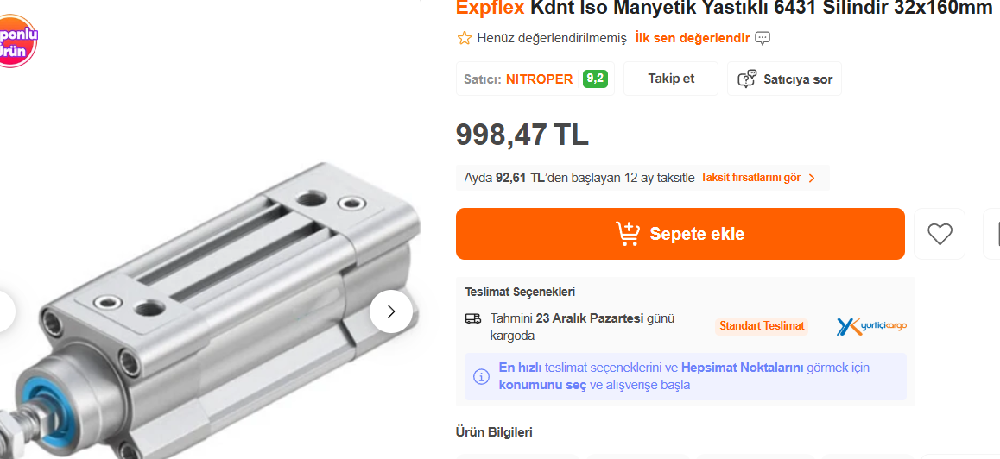 Expflex Kdnt Iso Manyetik Yastıklı 6431 Silindir 32x160mm
ponlu
Ürün
Henüz değerlendirilmemiş İlk sen değerlendir
Satıcı: NITROPER 9,2
Takip et
Satıcıya sor
998,47 TL
Ayda 92,61 TL'den başlayan 12 ay taksitle Taksit fırsatlarını gör
Sepete ekle
Teslimat Seçenekleri
Tahmini 23 Aralık Pazartesi günü
kargoda
Standart Teslimat
yurtiçikargo
En hızlı teslimat seçeneklerini ve Hepsimat Noktalarını görmek için
konumunu seç ve alışverişe başla
Ürün Bilgileri